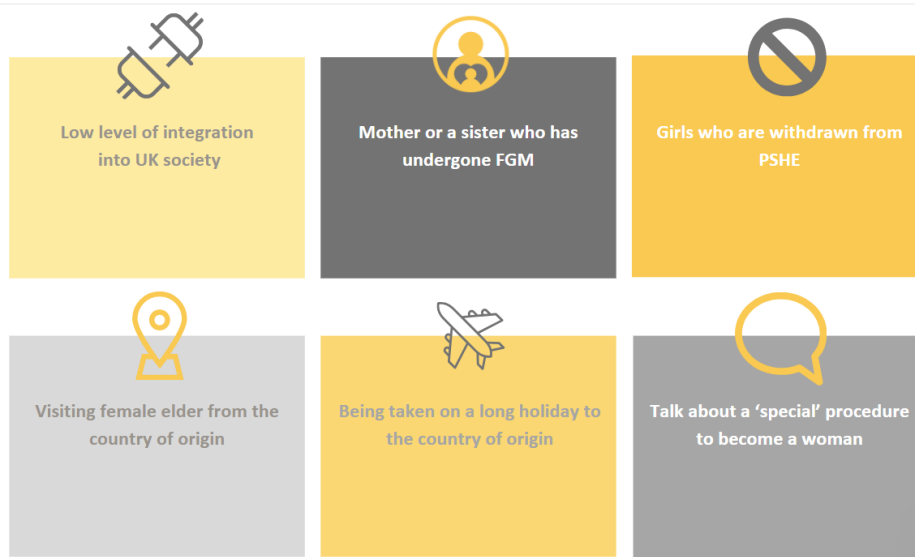 Low level of integration
into UK society
Mother or a sister who has
undergone FGM
Girls who are withdrawn from
PSHE
Visiting female elder from the
country of origin
Being taken on a long holiday to
the country of origin
Talk about a ‘special’ procedure
to become a woman